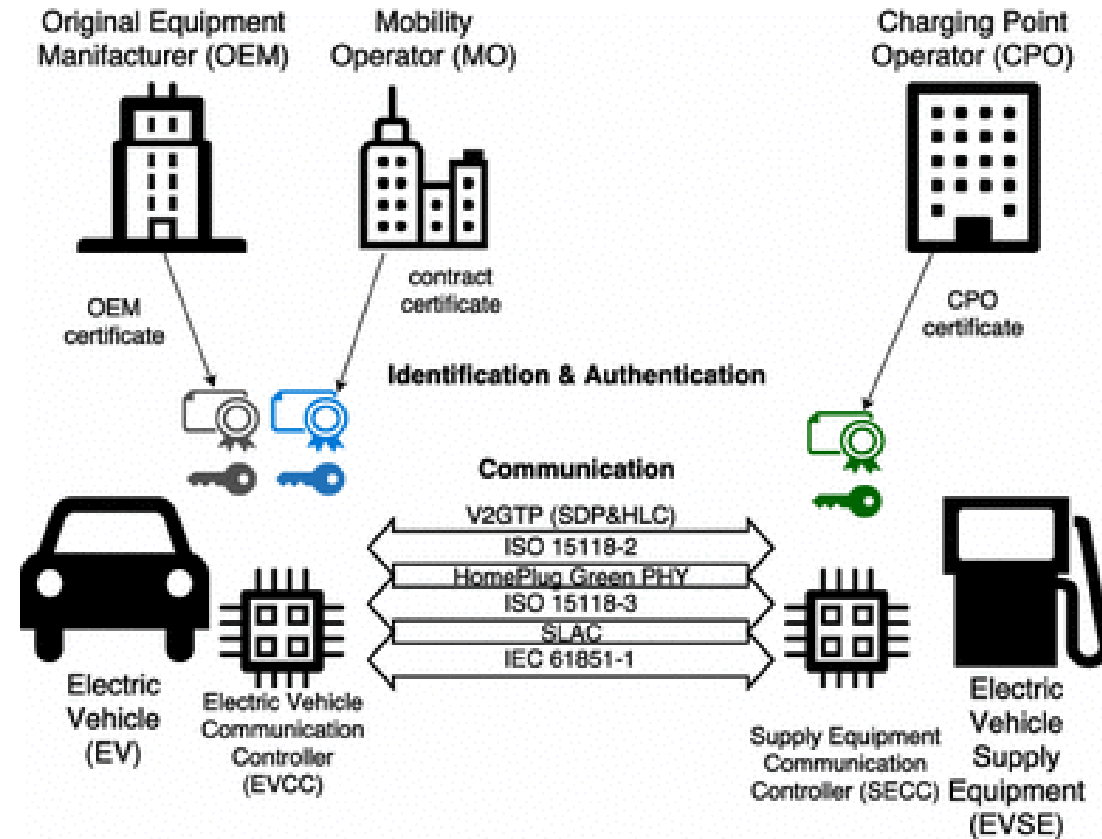 Original Equipment
Manifacturer (OEM)
Mobility
Operator (MO)
Charging Point
Operator (CPO)
OEM
certificate
contract
certificate
CPO
certificate
Identification & Authentication
Communication
V2GTP (SDP&HLC)
ISO 15118-2
HomePlug Green PHY
ISO 15118-3
SLAC
IEC 61851-1
Electric
Vehicle
(EV)
Electric Vehicle
Communication
Controller
(EVCC)
Supply Equipment
Communication
Controller (SECC)
Electric
Vehicle
Supply
Equipment
(EVSE)